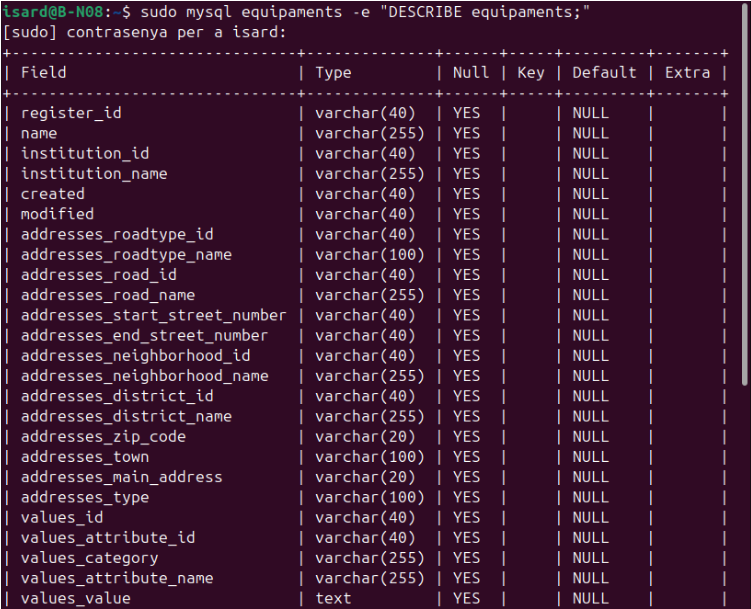 isard@B-N08:~$ sudo mysql equipaments -e "DESCRIBE equipaments;"
[sudo] contrasenya per a isard:
+-------------------------------+--------------+------+-----+---------+-------+
| Field                         | Type         | Null | Key | Default | Extra |
+-------------------------------+--------------+------+-----+---------+-------+
| register_id                   | varchar(40)  | YES  |     | NULL    |       |
| name                          | varchar(255) | YES  |     | NULL    |       |
| institution_id                | varchar(40)  | YES  |     | NULL    |       |
| institution_name              | varchar(255) | YES  |     | NULL    |       |
| created                       | varchar(40)  | YES  |     | NULL    |       |
| modified                      | varchar(40)  | YES  |     | NULL    |       |
| addresses_roadtype_id         | varchar(40)  | YES  |     | NULL    |       |
| addresses_roadtype_name       | varchar(100) | YES  |     | NULL    |       |
| addresses_road_id             | varchar(40)  | YES  |     | NULL    |       |
| addresses_road_name           | varchar(255) | YES  |     | NULL    |       |
| addresses_start_street_number | varchar(40)  | YES  |     | NULL    |       |
| addresses_end_street_number   | varchar(40)  | YES  |     | NULL    |       |
| addresses_neighborhood_id     | varchar(40)  | YES  |     | NULL    |       |
| addresses_neighborhood_name   | varchar(255) | YES  |     | NULL    |       |
| addresses_district_id         | varchar(40)  | YES  |     | NULL    |       |
| addresses_district_name       | varchar(255) | YES  |     | NULL    |       |
| addresses_zip_code            | varchar(20)  | YES  |     | NULL    |       |
| addresses_town                | varchar(100) | YES  |     | NULL    |       |
| addresses_main_address        | varchar(20)  | YES  |     | NULL    |       |
| addresses_type                | varchar(100) | YES  |     | NULL    |       |
| values_id                     | varchar(40)  | YES  |     | NULL    |       |
| values_attribute_id           | varchar(40)  | YES  |     | NULL    |       |
| values_category               | varchar(255) | YES  |     | NULL    |       |
| values_attribute_name         | varchar(255) | YES  |     | NULL    |       |
| values_value                  | text         | YES  |     | NULL    |       |